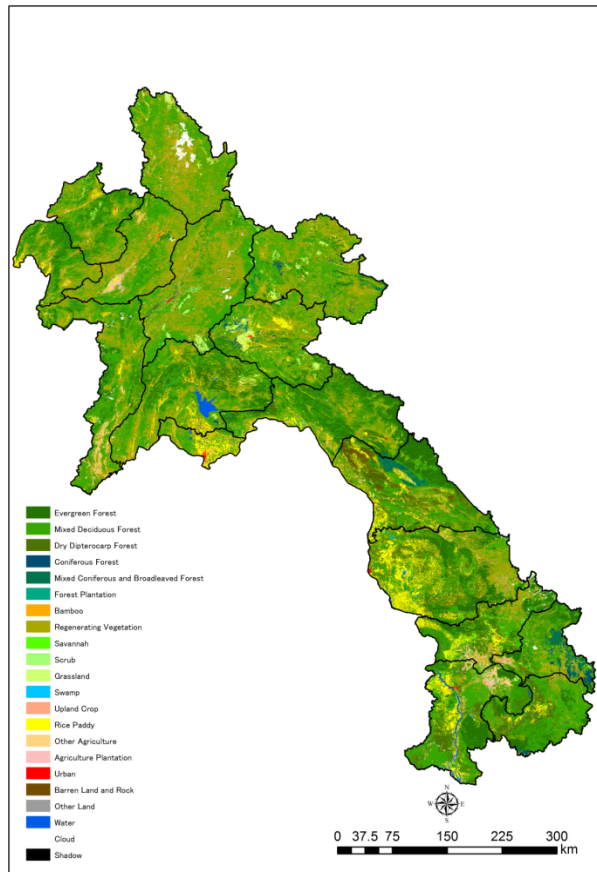 Evergreen Forest
Mixed Deciduous Forest
Dry Dipterocarp Forest
Coniferous Forest
Mixed Coniferous and Broadleaved Forest
Forest Plantation
Bamboo
Regenerating Vegetation
Savannah
Scrub
Grassland
Swamp
Upland Crop
Rice Paddy
Other Agriculture
Agriculture Plantation
Urban
Barren Land and Rock
Other Land
Water
Cloud
Shadow
N
W E
S
0 37.5 75 150 225 300
km